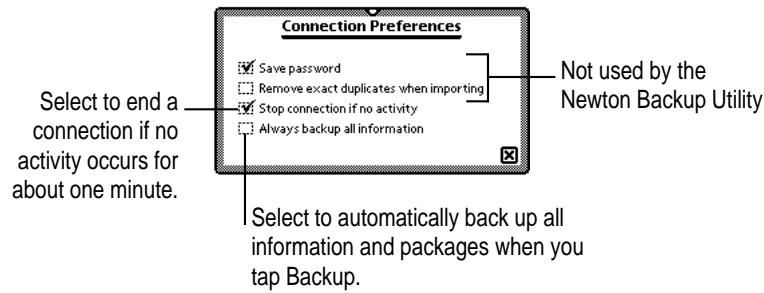 Connection Preferences
Save password
Remove exact duplicates when importing
Stop connection if no activity
Always backup all information
Not used by the
Newton Backup Utility
Select to end a
connection if no
activity occurs for
about one minute.
Select to automatically back up all
information and packages when you
tap Backup.